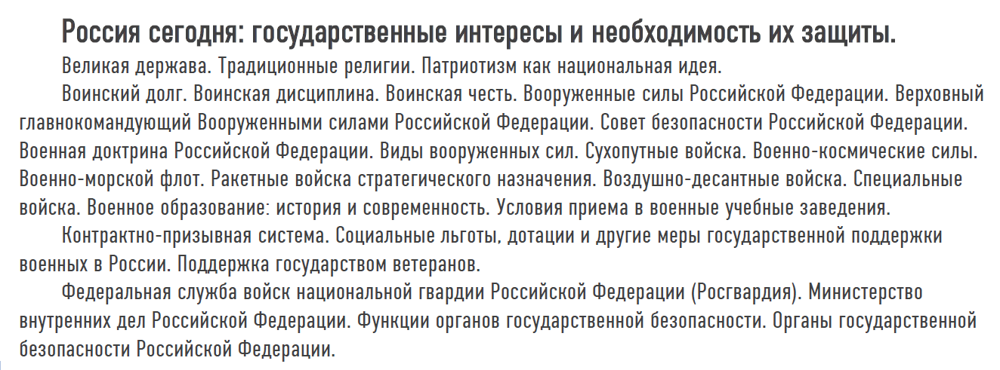 Россия сегодня: государственные интересы и необходимость их защиты.
Великая держава. Традиционные религии. Патриотизм как национальная идея.
Воинский долг. Воинская дисциплина. Воинская честь. Вооруженные силы Российской Федерации. Верховный
главнокомандующий Вооруженными силами Российской Федерации. Совет безопасности Российской Федерации.
Военная доктрина Российской Федерации. Виды вооруженных сил. Сухопутные войска. Военно-космические силы.
Военно-морской флот. Ракетные войска стратегического назначения. Воздушно-десантные войска. Специальные
войска. Военное образование: история и современность. Условия приема в военные учебные заведения.
Контрактно-призывная система. Социальные льготы, дотации и другие меры государственной поддержки
военных в России. Поддержка государством ветеранов.
Федеральная служба войск национальной гвардии Российской Федерации (Росгвардия). Министерство
внутренних дел Российской Федерации. Функции органов государственной безопасности. Органы государственной
безопасности Российской Федерации.